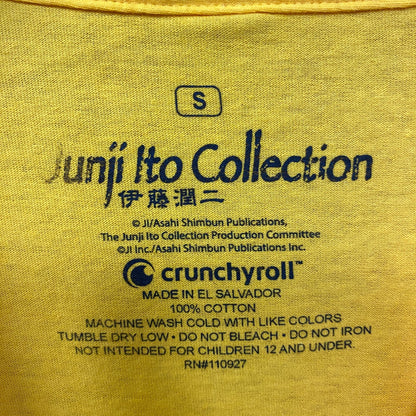 S
Junji Ito Collection
伊藤潤二
© JI/Asahi Shimbun Publications,
The Junji Ito Collection Production Committee
©JI Inc./Asahi Shimbun Publications Inc.
crunchyroll™
MADE IN EL SALVADOR
100% COTTON
MACHINE WASH COLD WITH LIKE COLORS
TUMBLE DRY LOW • DO NOT BLEACH • DO NOT IRON
NOT INTENDED FOR CHILDREN 12 AND UNDER.
RN#110927